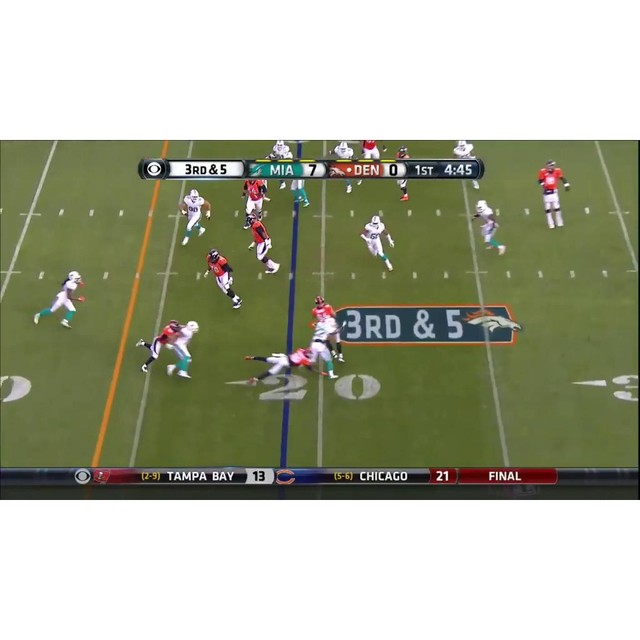 3RD & 5 MIA 7 DEN 0 1ST 4:45
3RD & 5
20
(2-9) TAMPA BAY 13 (5-6) CHICAGO 21 FINAL